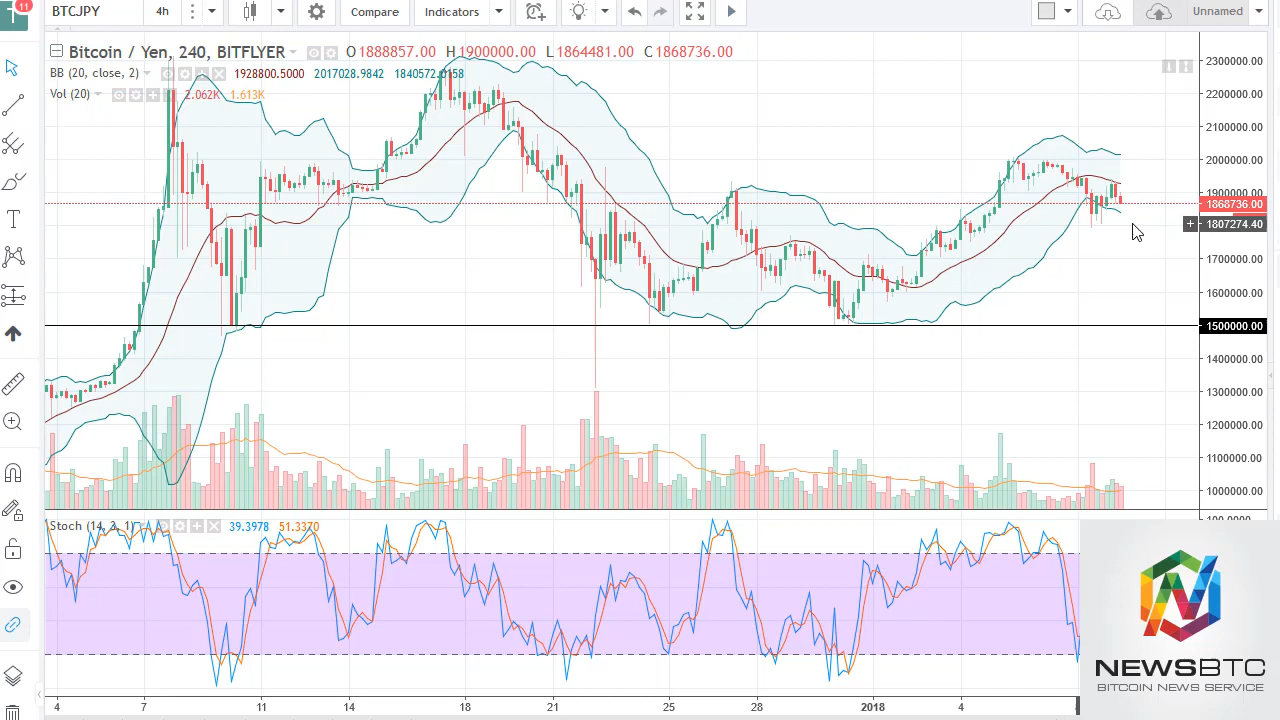 11
BTCJPY 4h Compare Indicators Unnamed
Bitcoin / Yen, 240, BITFLYER O1888857.00 H1900000.00 L1864481.00 C1868736.00
BB (20, close, 2) 1928800.5000 2017028.9842 1840572.0158
Vol (20) 2.062K 1.613K
2300000.00
2200000.00
2100000.00
2000000.00
1900000.00
1868736.00
1807274.40
1700000.00
1600000.00
1500000.00
1400000.00
1300000.00
1200000.00
1100000.00
1000000.00
Stoch (14, 3, 1) 39.3978 51.3370
100.0000
NEWSBTC
BITCOIN NEWS SERVICE
4 7 11 14 18 21 25 28 2018 4